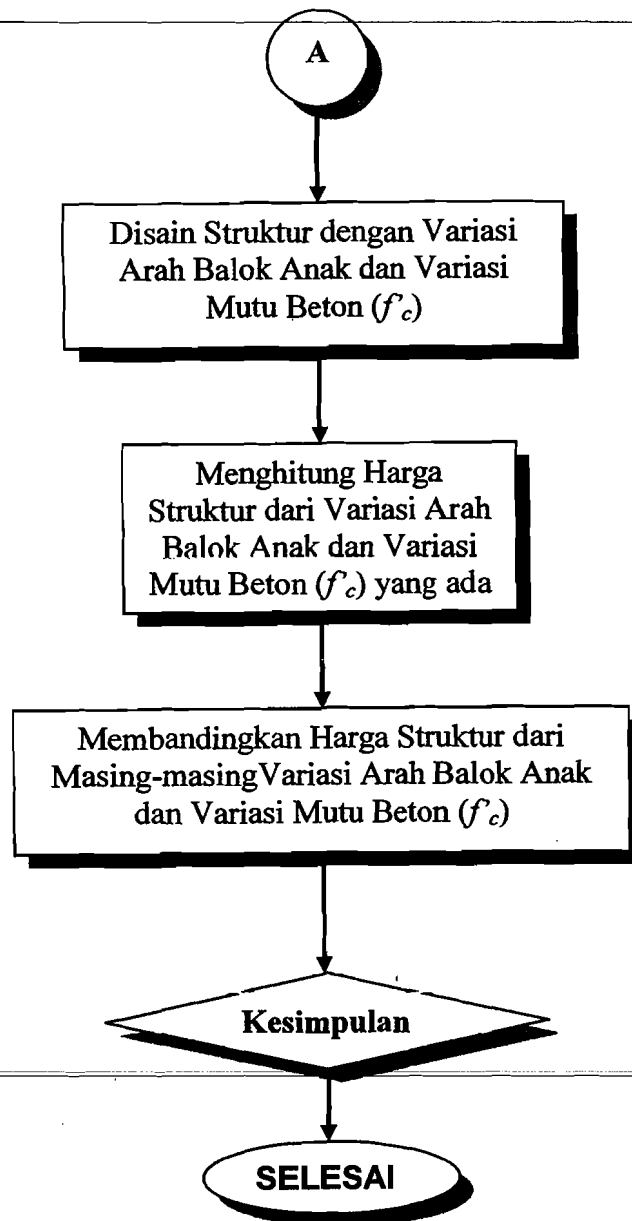 A
Disain Struktur dengan Variasi
Arah Balok Anak dan Variasi
Mutu Beton (f'c)
Menghitung Harga
Struktur dari Variasi Arah
Balok Anak dan Variasi
Mutu Beton (f'c) yang ada
Membandingkan Harga Struktur dari
Masing-masingVariasi Arah Balok Anak
dan Variasi Mutu Beton (f'c)
Kesimpulan
SELESAI